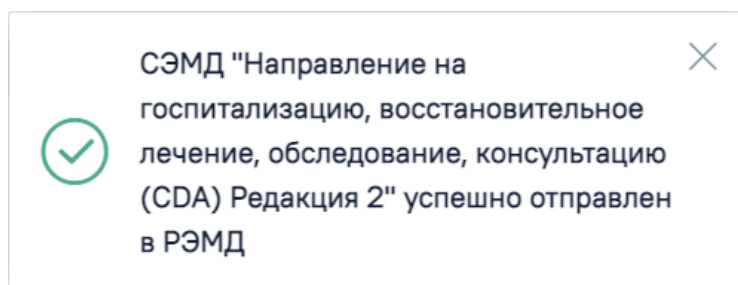 СЭМД "Направление на
госпитализацию, восстановительное
лечение, обследование, консультацию
(CDA) Редакция 2" успешно отправлен
в РЭМД